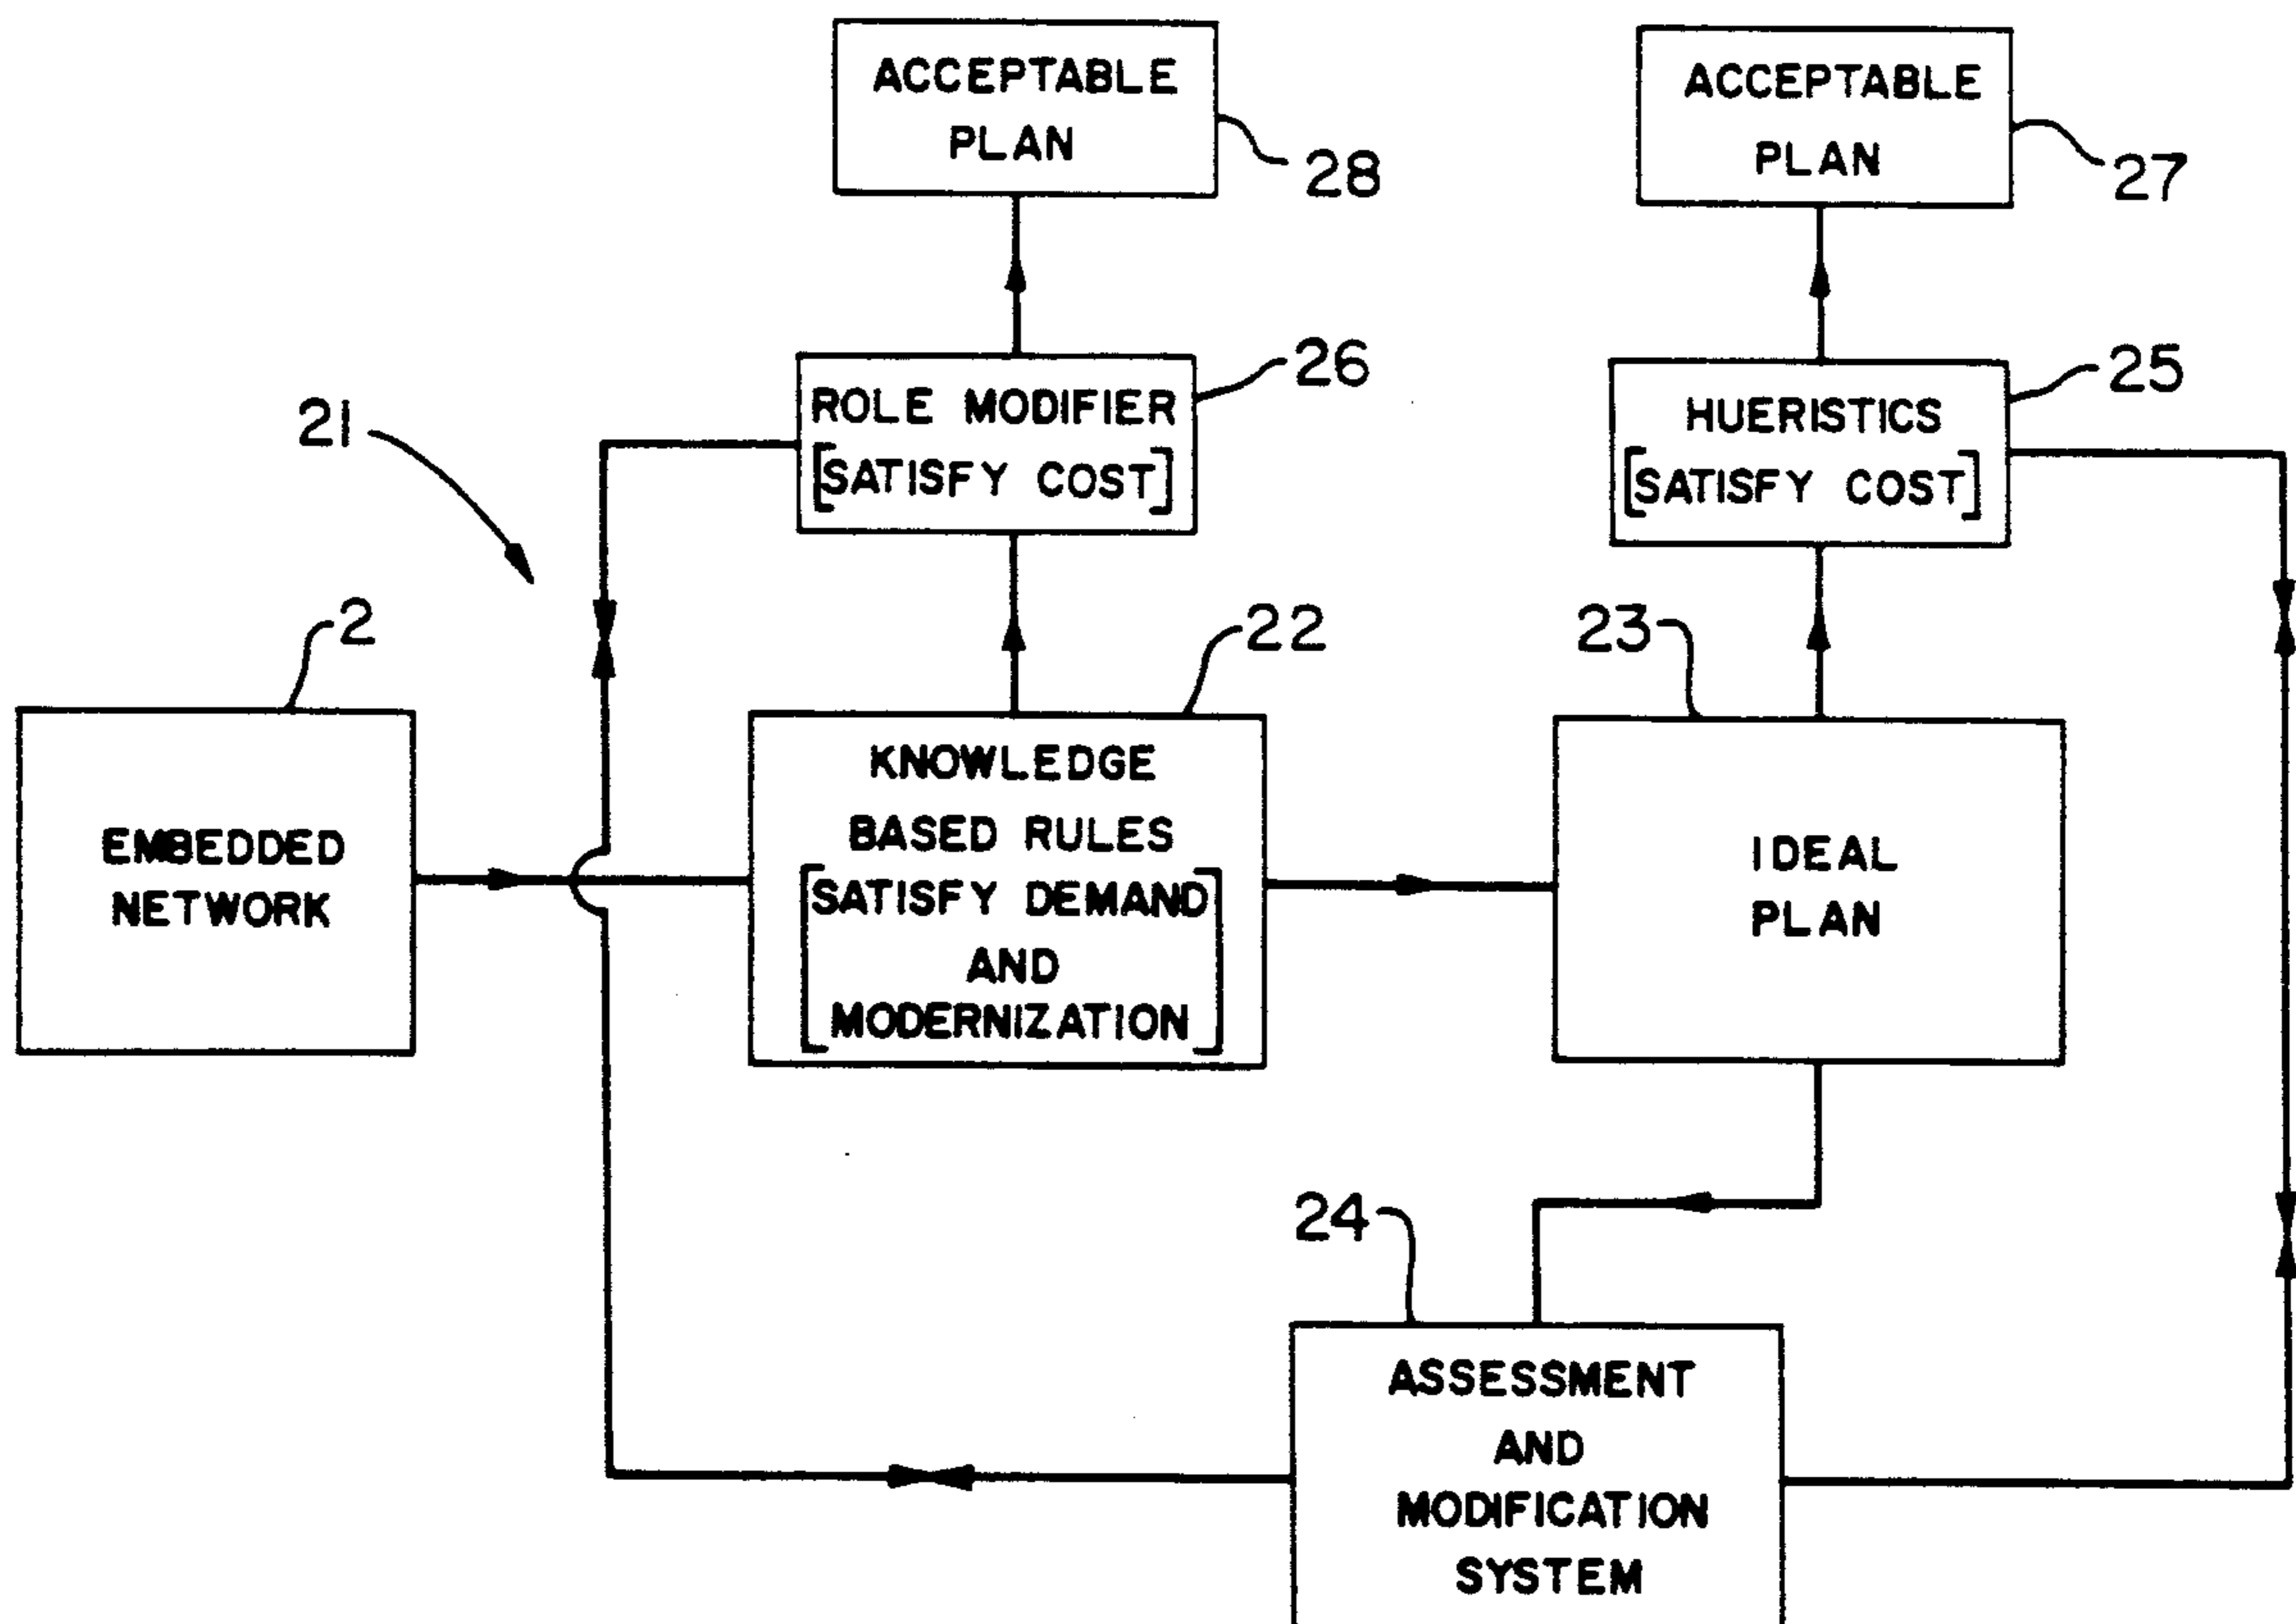 ACCEPTABLE
PLAN
28
ACCEPTABLE
PLAN
27
ROLE MODIFIER
[SATISFY COST]
26
HUERISTICS
[SATISFY COST]
25
21
2
EMBEDDED
NETWORK
22
KNOWLEDGE
BASED RULES
[SATISFY DEMAND
AND
MODERNIZATION]
23
IDEAL
PLAN
24
ASSESSMENT
AND
MODIFICATION
SYSTEM